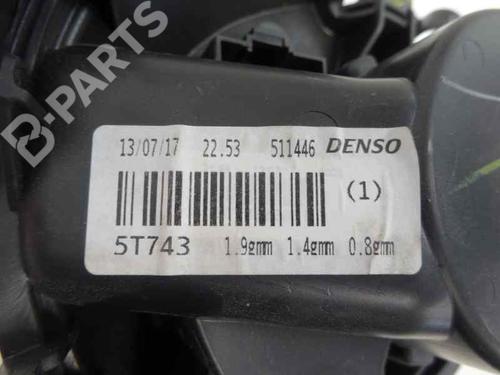 B-PARTS
13/07/17 22.53 511446 DENSO
(1)
5T743 1.9gmm 1.4gmm 0.8gmm